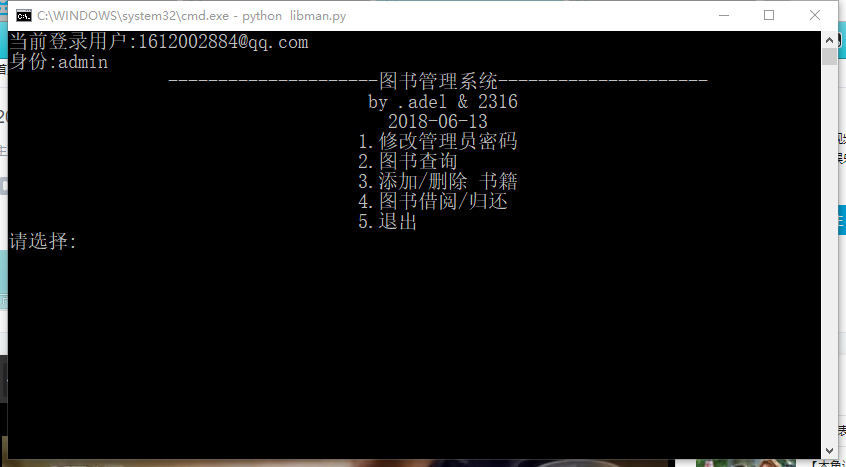 C:\WINDOWS\system32\cmd.exe - python  libman.py
当前登录用户:1612002884@qq.com
身份:admin
---------------------图书管理系统---------------------
by .adel & 2316
2018-06-13
1.修改管理员密码
2.图书查询
3.添加/删除 书籍
4.图书借阅/归还
5.退出
请选择: